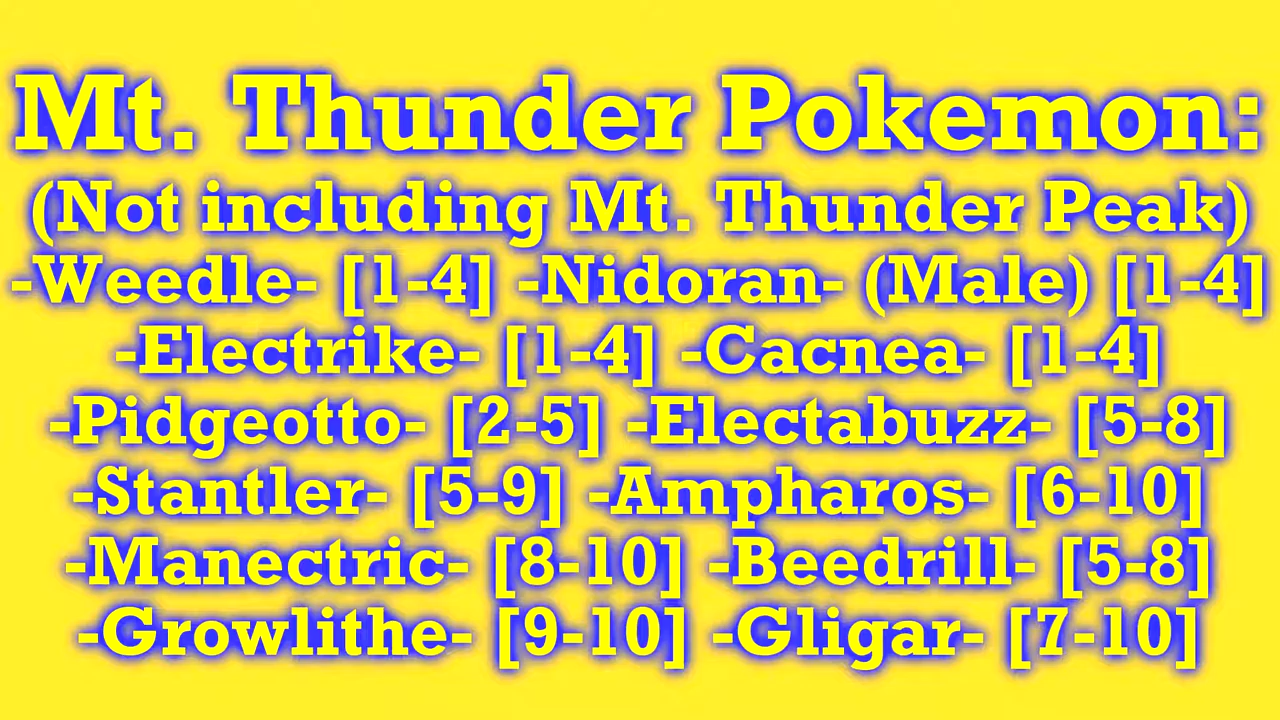 Mt. Thunder Pokemon:
(Not including Mt. Thunder Peak)
-Weedle- [1-4] -Nidoran- (Male) [1-4]
-Electrike- [1-4] -Cacnea- [1-4]
-Pidgeotto- [2-5] -Electabuzz- [5-8]
-Stantler- [5-9] -Ampharos- [6-10]
-Manectric- [8-10] -Beedrill- [5-8]
-Growlithe- [9-10] -Gligar- [7-10]